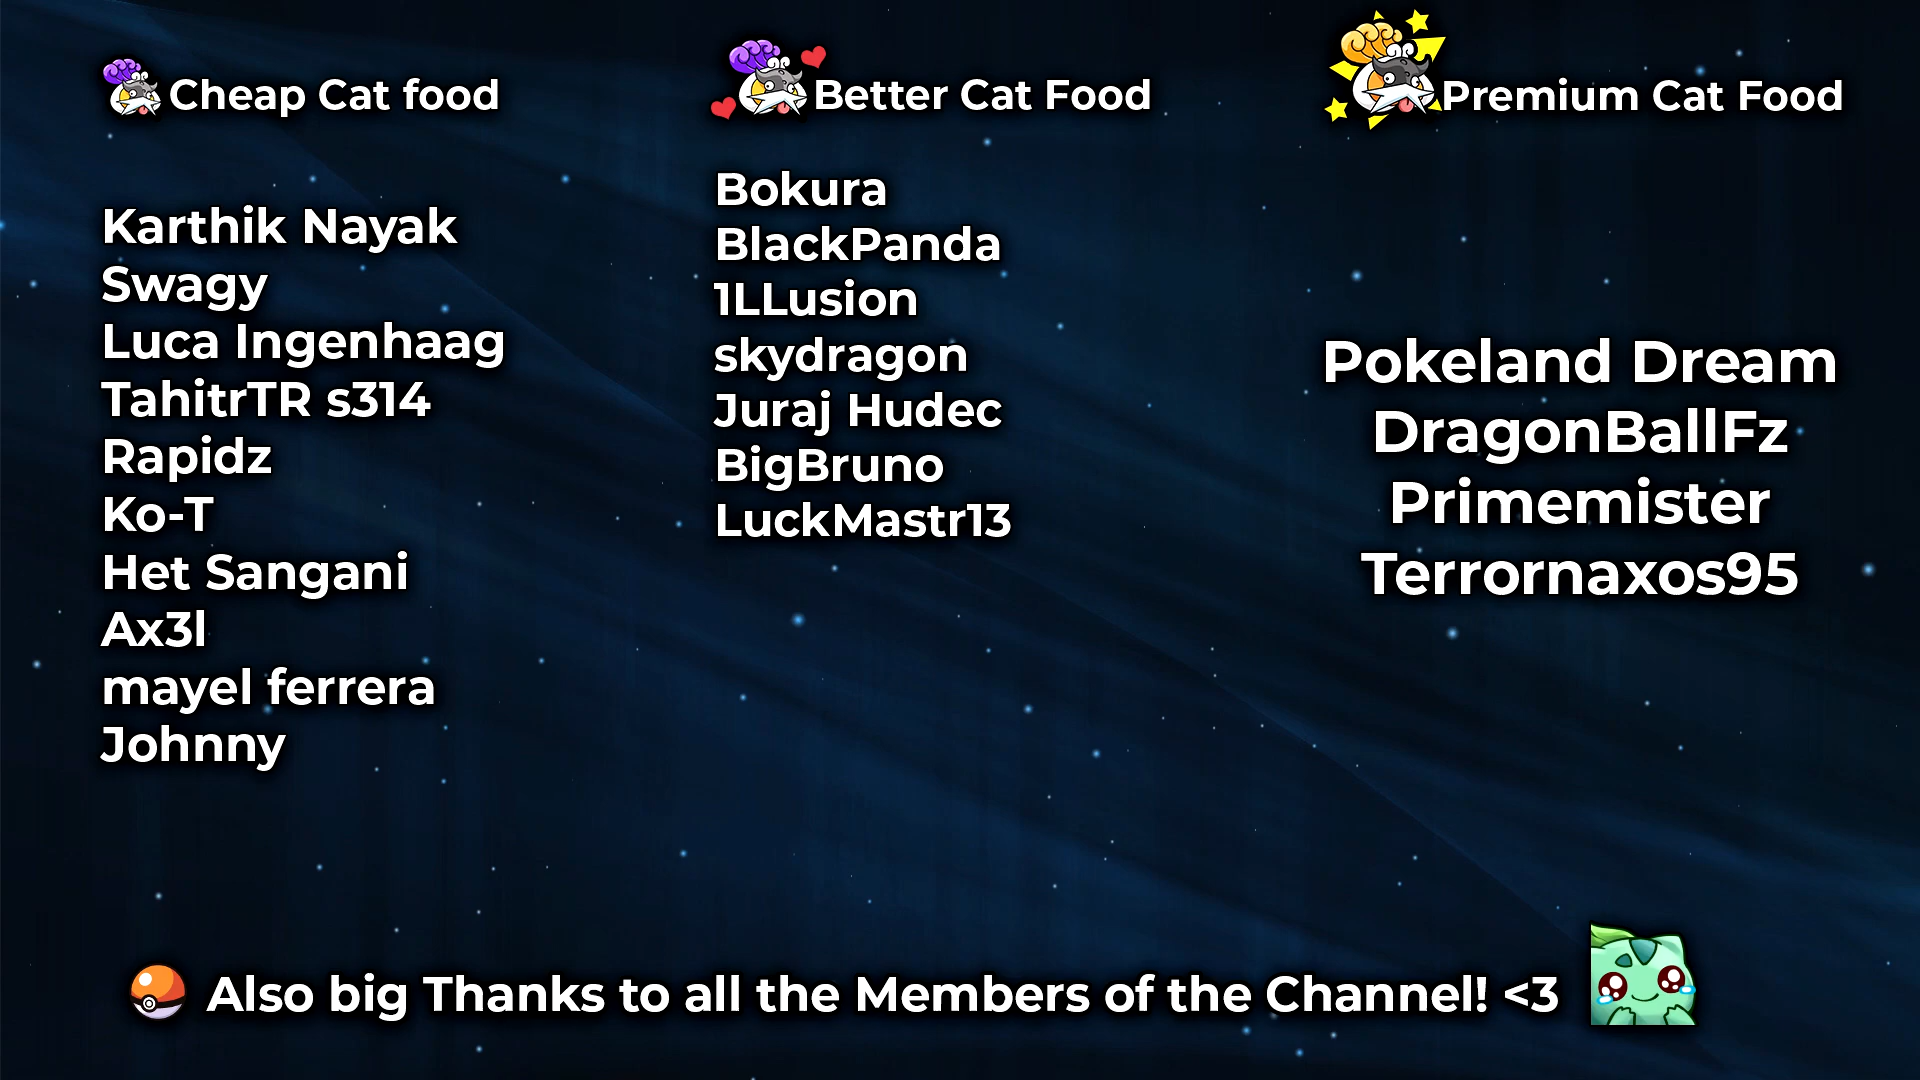 Cheap Cat food
Karthik Nayak
Swagy
Luca Ingenhaag
TahitrTR s314
Rapidz
Ko-T
Het Sangani
Ax3l
mayel ferrera
Johnny
Better Cat Food
Bokura
BlackPanda
1LLusion
skydragon
Juraj Hudec
BigBruno
LuckMastr13
Premium Cat Food
Pokeland Dream
DragonBallFz
Primemister
Terrornaxos95
Also big Thanks to all the Members of the Channel! <3